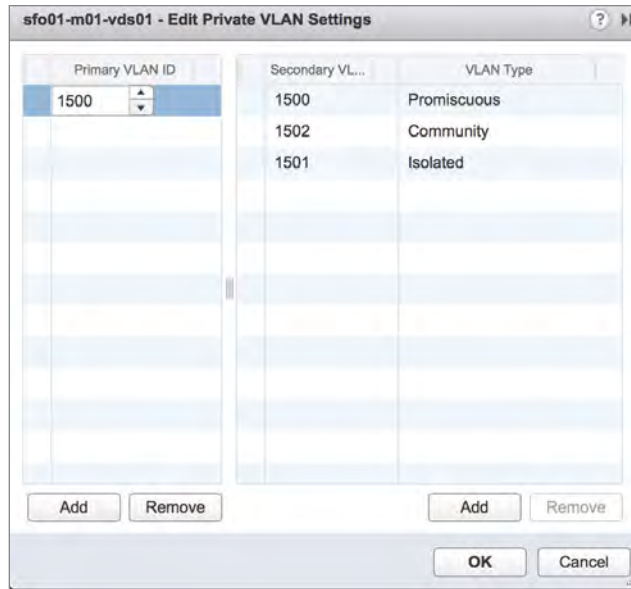 sfo01-m01-vds01 - Edit Private VLAN Settings ?
Primary VLAN ID
Secondary VL... VLAN Type
1500
1500 Promiscuous
1502 Community
1501 Isolated
Add Remove
Add Remove
OK Cancel